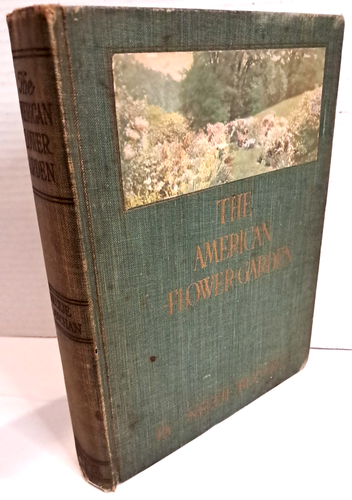 The
AMERICAN
FLOWER
GARDEN
THE
AMERICAN
FLOWER·GARDEN